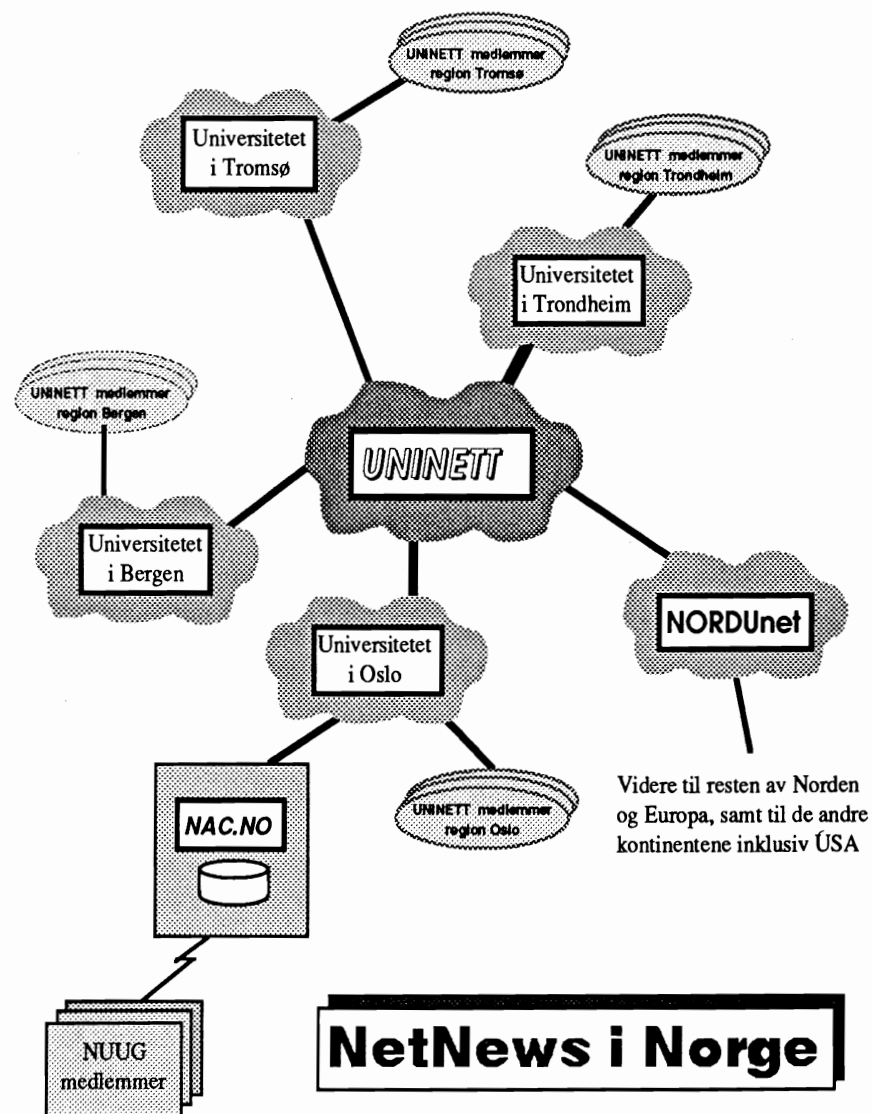 UNINETT medlemmer
region Tromsø
Universitetet
i Tromsø
UNINETT medlemmer
region Trondheim
Universitetet
i Trondheim
UNINETT medlemmer
region Bergen
UNINETT
Universitetet
i Bergen
NORDUnet
Universitetet
i Oslo
Videre til resten av Norden
og Europa, samt til de andre
kontinentene inklusiv ÚSA
UNINETT medlemmer
region Oslo
NAC.NO
NUUG
medlemmer
NetNews i Norge